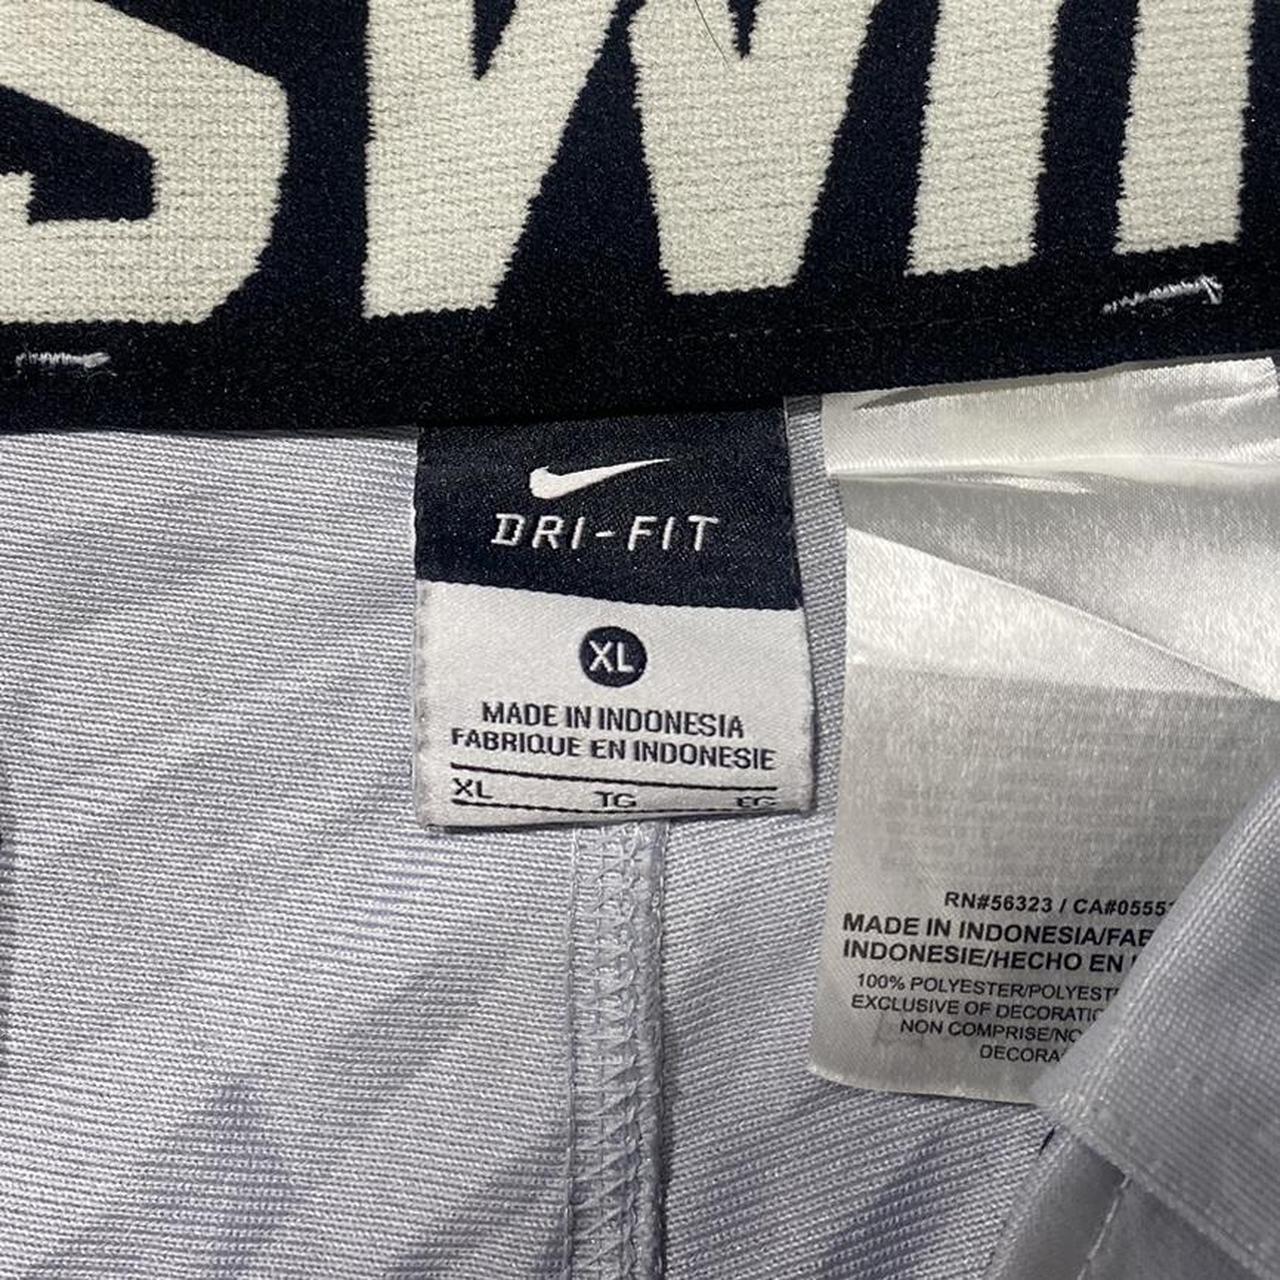 DRI-FIT
XL
MADE IN INDONESIA
FABRIQUE EN INDONESIE
XL TG EG
RN#56323 / CA#0555
MADE IN INDONESIA/FAB
INDONESIE/HECHO EN
100% POLYESTER/POLYEST
EXCLUSIVE OF DECORATIO
NON COMPRISE/NO
DECORA